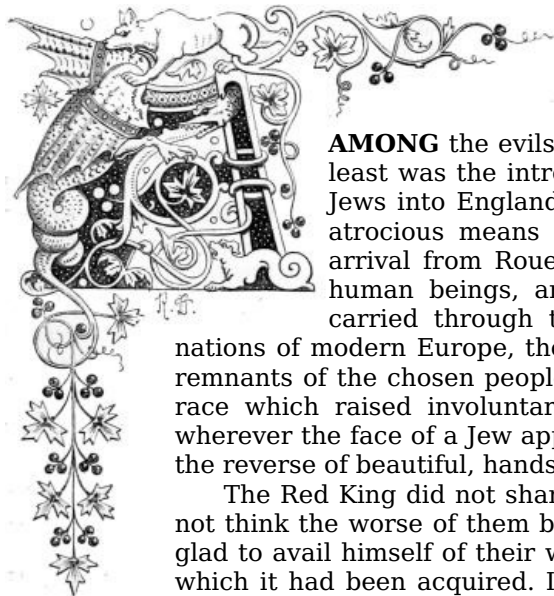 AMONG the evils
least was the intro
Jews into England
atrocious means
arrival from Roue
human beings, an
carried through t
nations of modern Europe, the
remnants of the chosen peopl
race which raised involuntar
wherever the face of a Jew app
the reverse of beautiful, hands
The Red King did not shar
not think the worse of them b
glad to avail himself of their w
which it had been acquired.